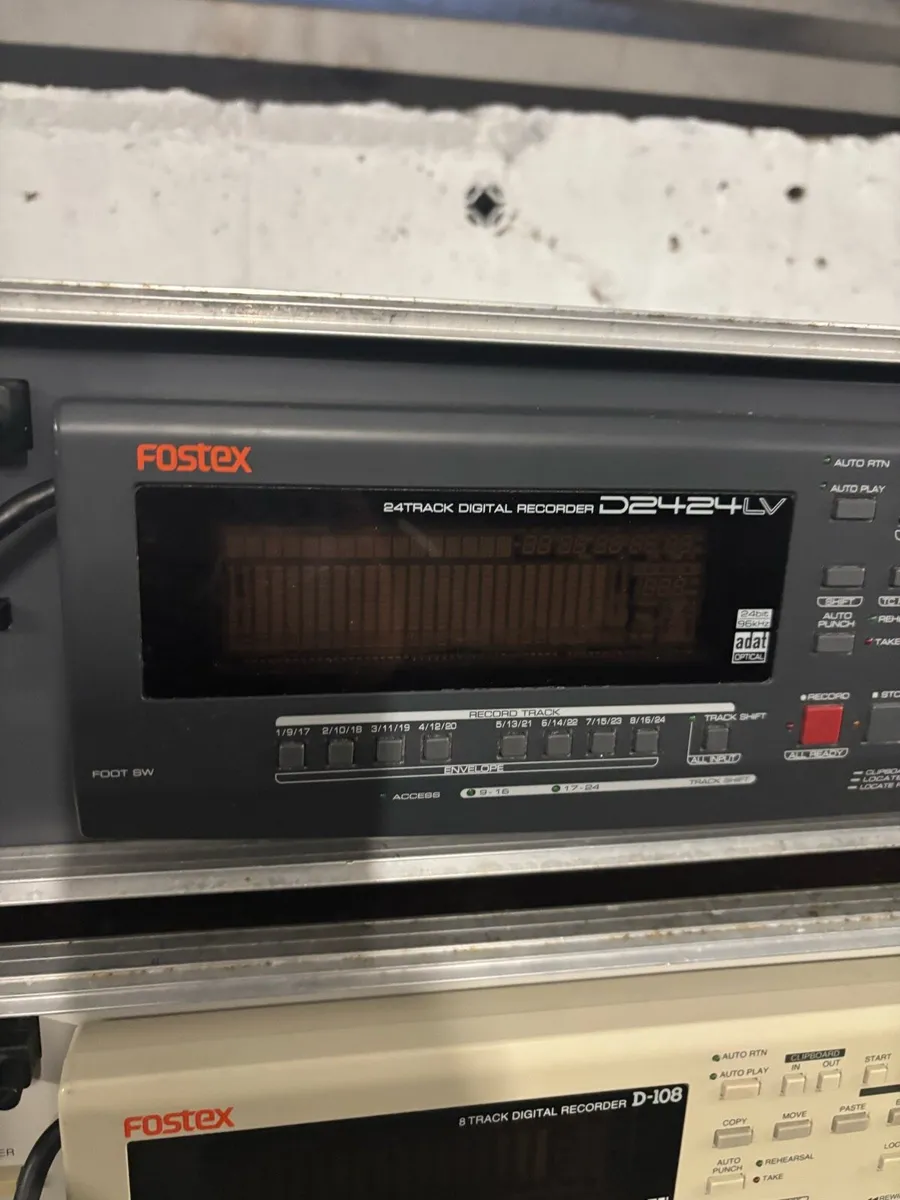 FOSTEX
24TRACK DIGITAL RECORDER D2424LV
24bit
96kHz
adat
OPTICAL
AUTO RTN
AUTO PLAY
SHIFT
AUTO
PUNCH
TAKE
RECORD
ALL READY
RECORD TRACK
1/9/17 2/10/18 3/11/19 4/12/20 5/13/21 6/14/22 7/15/23 8/16/24
TRACK SHIFT
ALL INPUT
ENVELOPE
FOOT SW
ACCESS 9-16 17-24 TRACK SHIFT
FOSTEX
8 TRACK DIGITAL RECORDER D-108
AUTO RTN
AUTO PLAY
CLIPBOARD
IN OUT
START
COPY MOVE PASTE
AUTO
PUNCH
REHEARSAL
TAKE